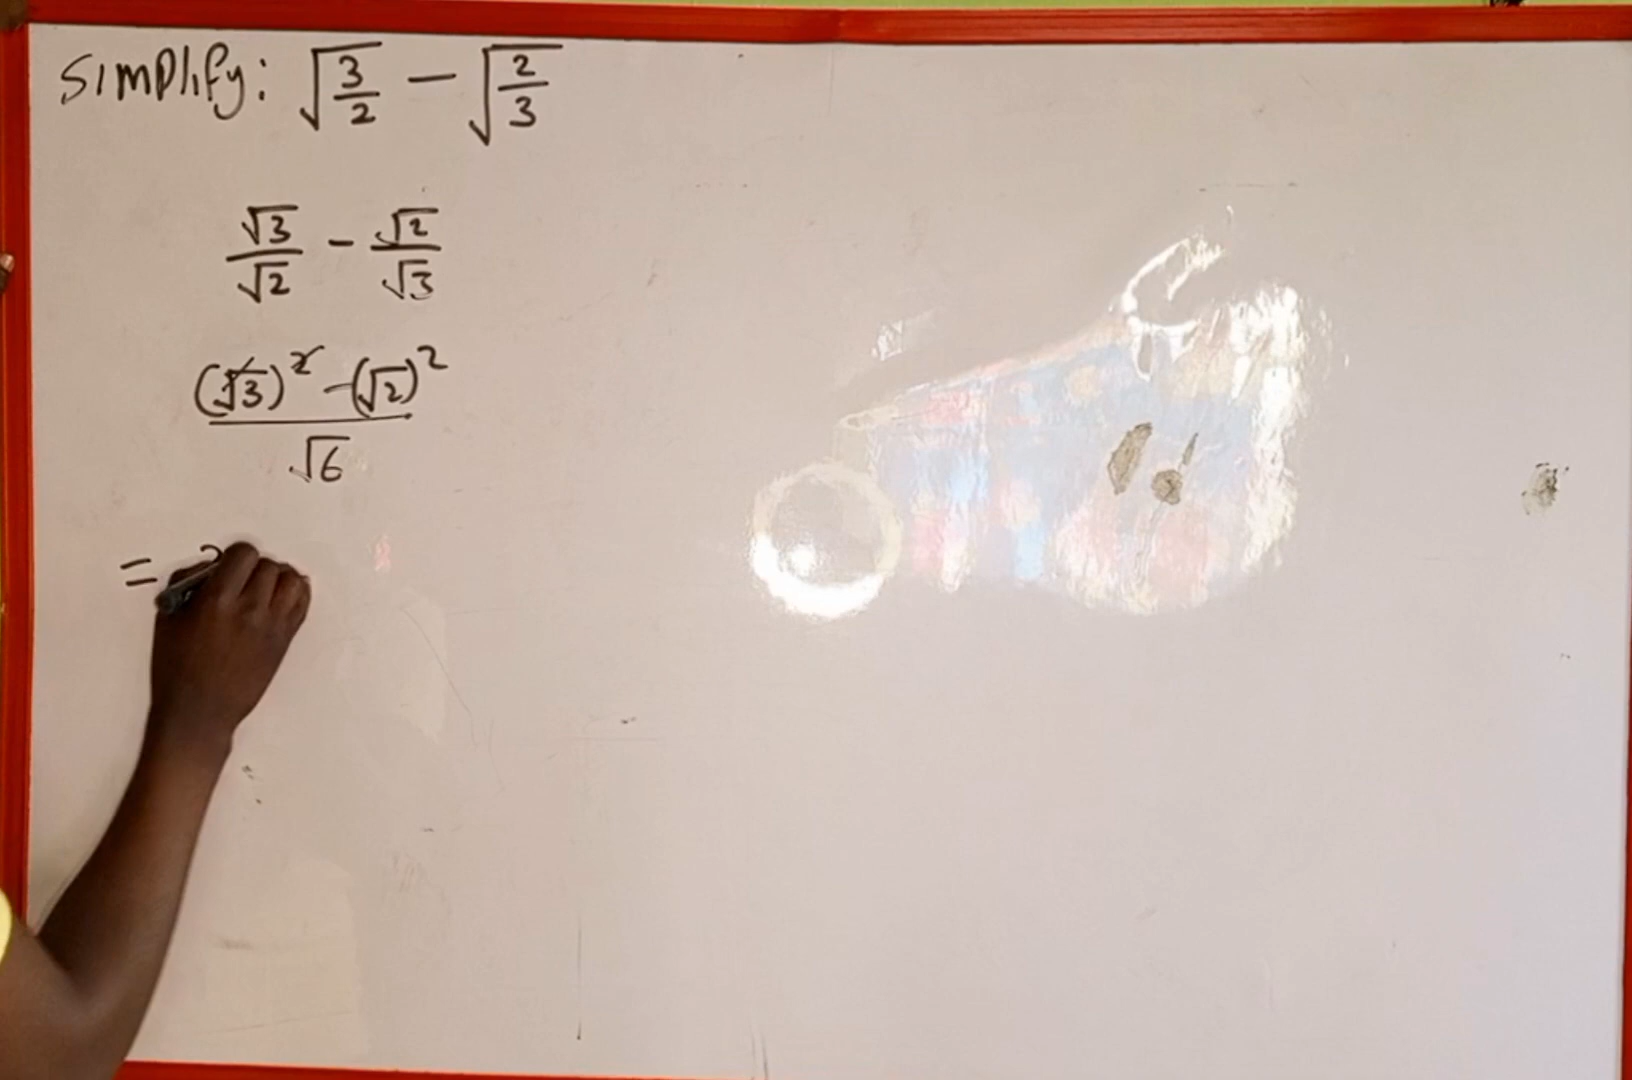 Simplify: √(3/2) − √(2/3)
√3/√2 − √2/√3
((√3)² − (√2)²)/√6
=